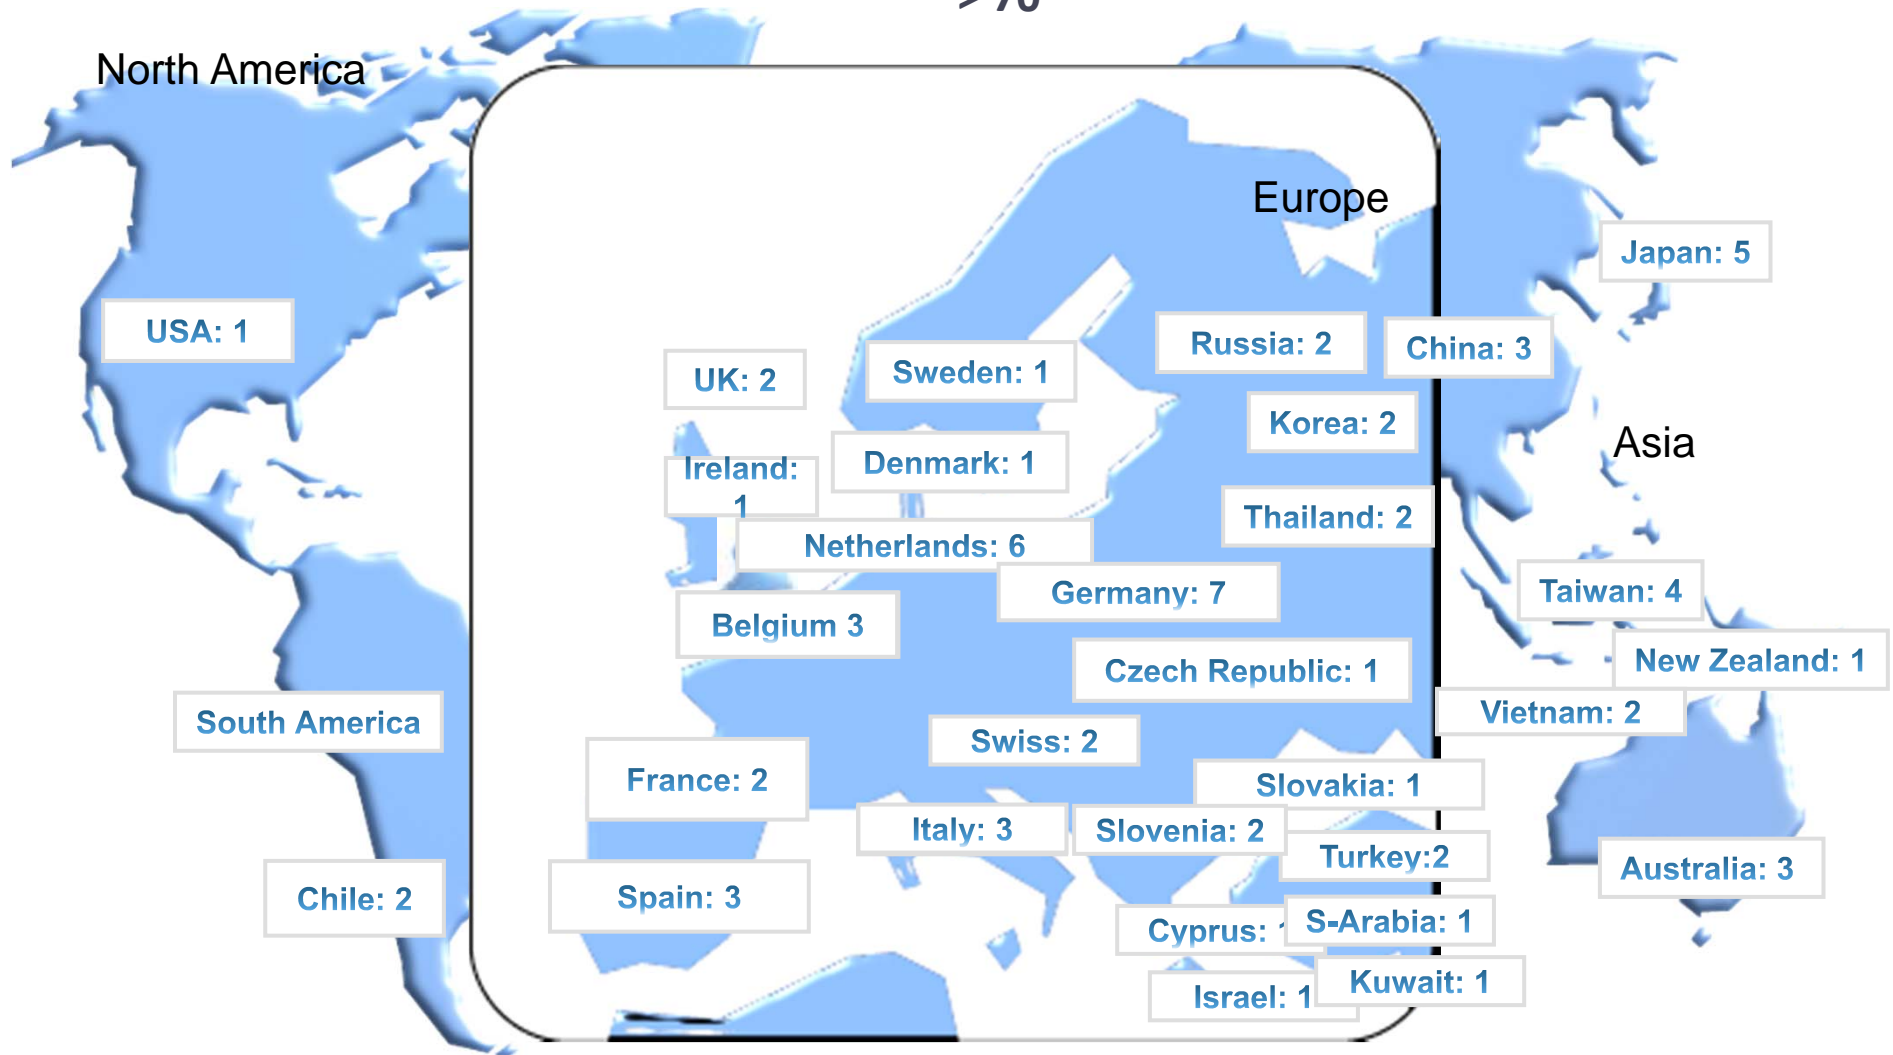 >%
North America
Europe
Japan: 5
USA: 1
Russia: 2
China: 3
UK: 2
Sweden: 1
Korea: 2
Asia
Ireland:
1
Denmark: 1
Thailand: 2
Netherlands: 6
Germany: 7
Taiwan: 4
Belgium 3
Czech Republic: 1
New Zealand: 1
South America
Vietnam: 2
Swiss: 2
France: 2
Slovakia: 1
Italy: 3
Slovenia: 2
Turkey:2
Australia: 3
Chile: 2
Spain: 3
Cyprus:
S-Arabia: 1
Israel: 1
Kuwait: 1